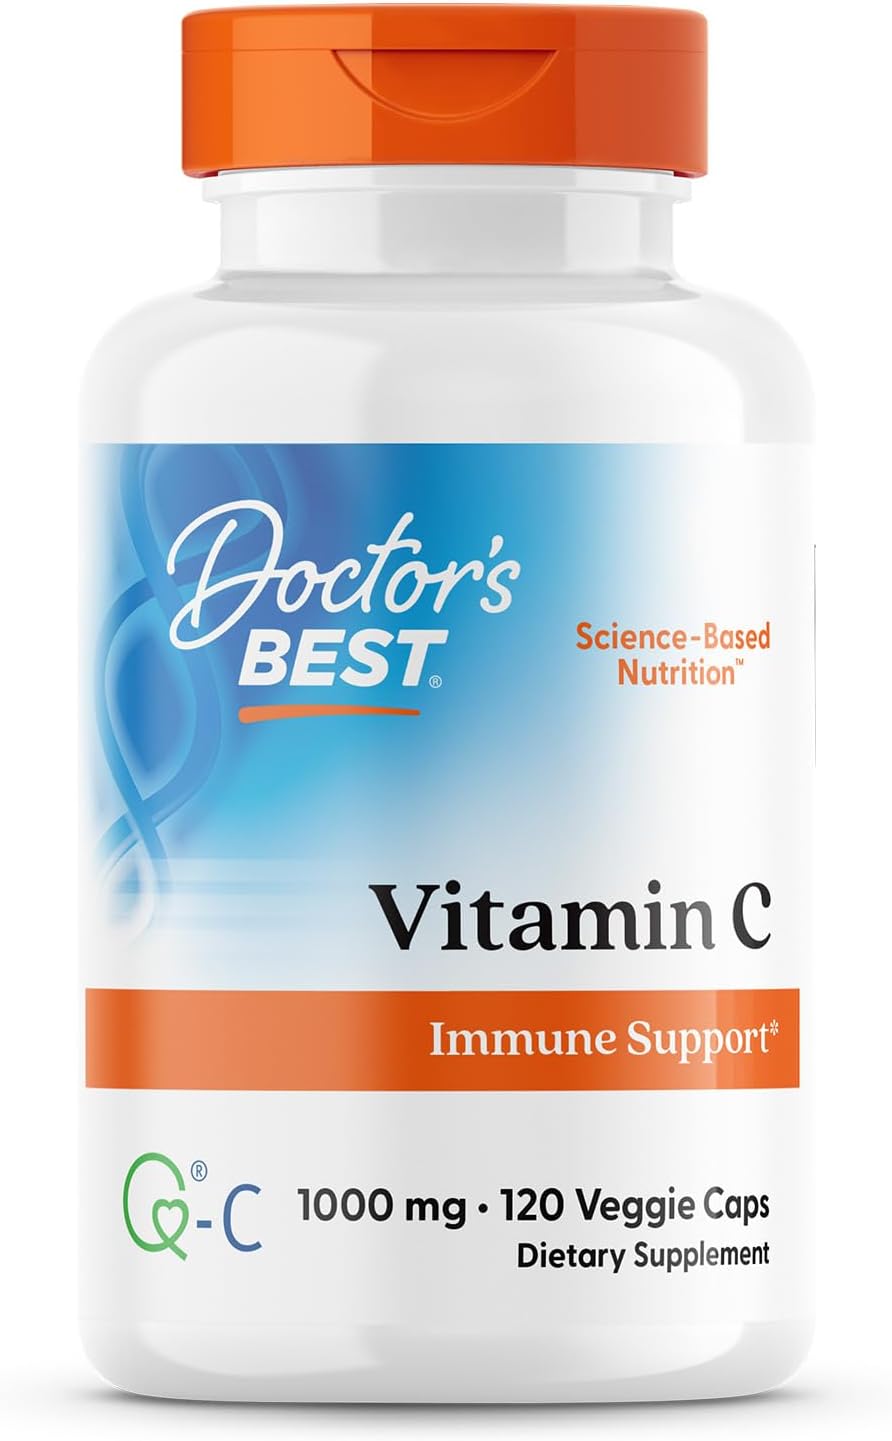 Doctor's
BEST®
Science-Based
Nutrition™
Vitamin C
Immune Support*
Q®-C
1000 mg • 120 Veggie Caps
Dietary Supplement